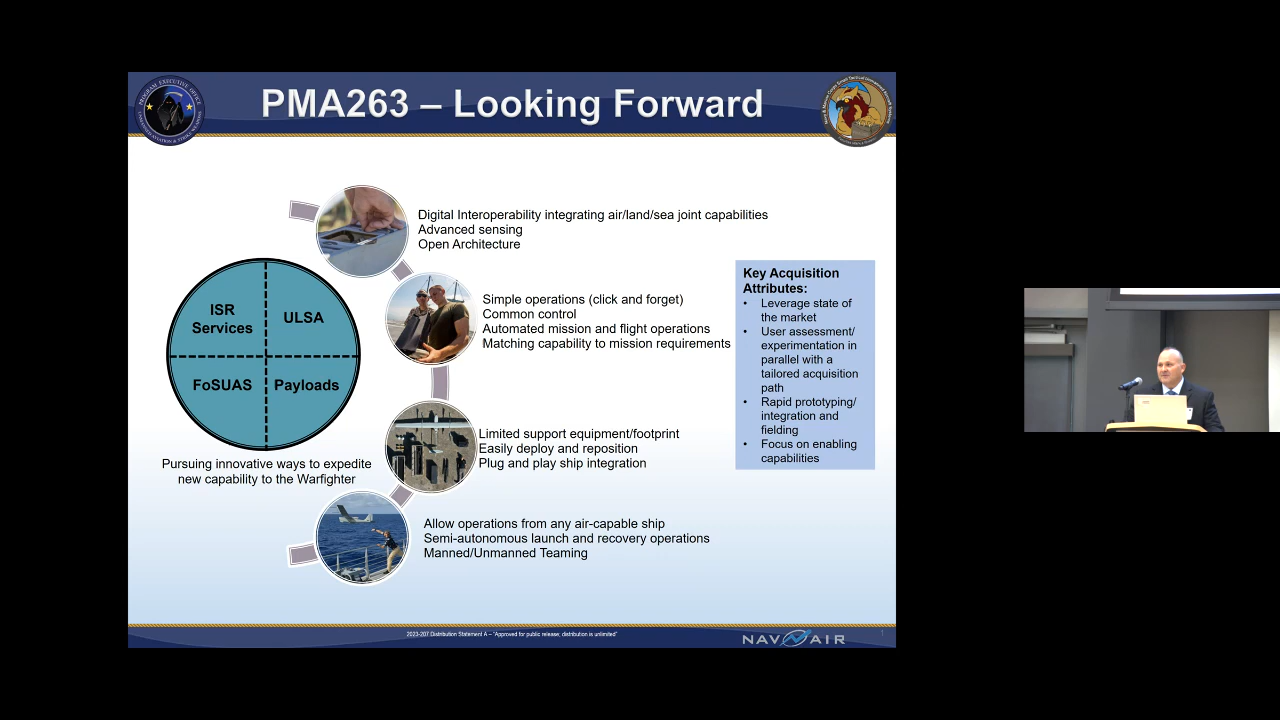 PMA263 – Looking Forward
PROGRAM EXECUTIVE OFFICE
Digital Interoperability integrating air/land/sea joint capabilities
Advanced sensing
Open Architecture
Simple operations (click and forget)
Common control
Automated mission and flight operations
Matching capability to mission requirements
ISR
Services
ULSA
FoSUAS
Payloads
Pursuing innovative ways to expedite
new capability to the Warfighter
Limited support equipment/footprint
Easily deploy and reposition
Plug and play ship integration
Allow operations from any air-capable ship
Semi-autonomous launch and recovery operations
Manned/Unmanned Teaming
Key Acquisition
Attributes:
• Leverage state of
the market
• User assessment/
experimentation in
parallel with a
tailored acquisition
path
• Rapid prototyping/
integration and
fielding
• Focus on enabling
capabilities
2023-207 Distribution Statement A – "Approved for public release; distribution is unlimited"
NAVAIR
1